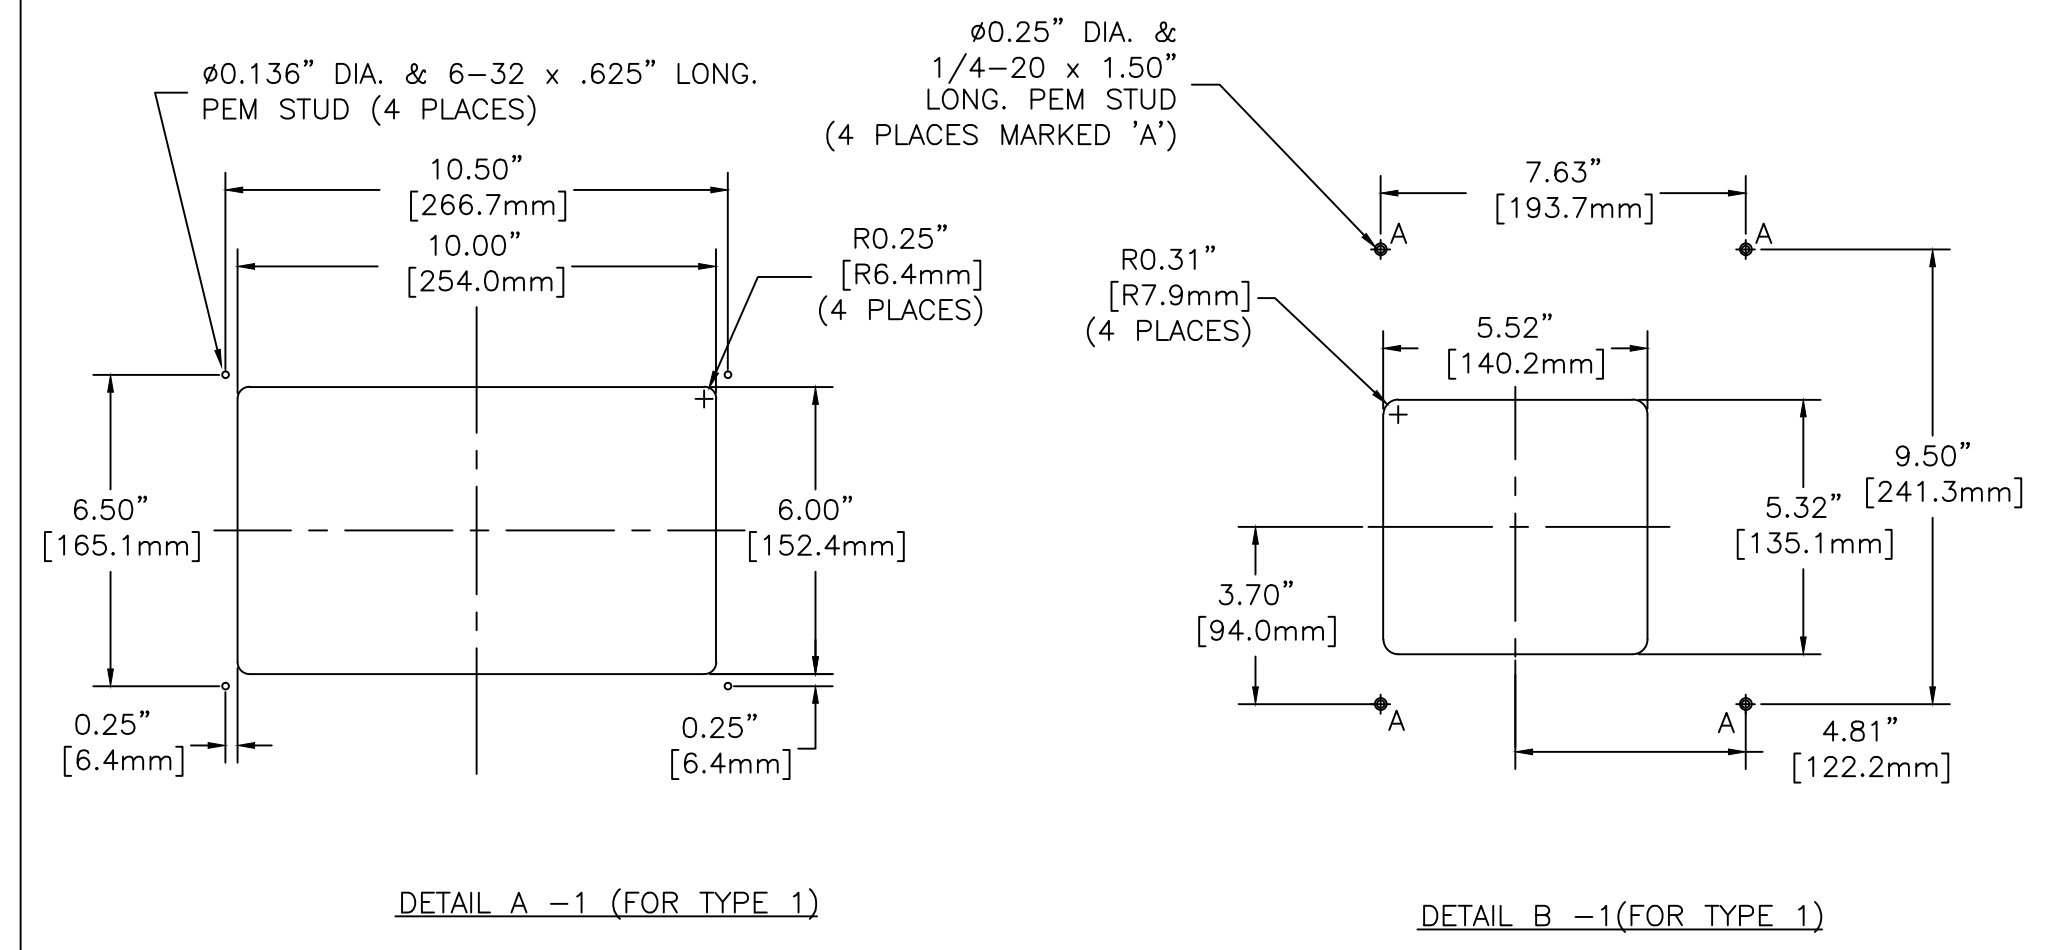 ø0.136” DIA. & 6-32 x .625” LONG.
PEM STUD (4 PLACES)
10.50”
[266.7mm]
10.00”
[254.0mm]
R0.25”
[R6.4mm]
(4 PLACES)
6.50”
[165.1mm]
6.00”
[152.4mm]
0.25”
[6.4mm]
0.25”
[6.4mm]
DETAIL A -1 (FOR TYPE 1)
ø0.25” DIA. &
1/4-20 x 1.50”
LONG. PEM STUD
(4 PLACES MARKED 'A')
7.63”
[193.7mm]
A
A
R0.31”
[R7.9mm]
(4 PLACES)
5.52”
[140.2mm]
9.50”
[241.3mm]
5.32”
[135.1mm]
3.70”
[94.0mm]
A
A
4.81”
[122.2mm]
DETAIL B -1(FOR TYPE 1)